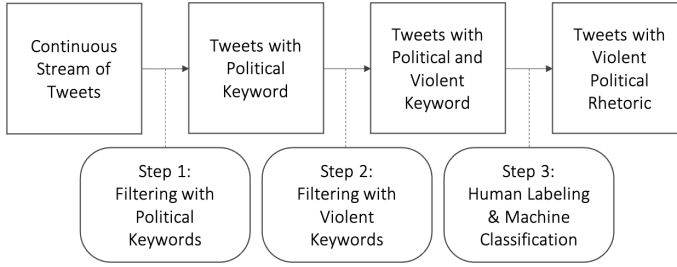 Continuous
Stream of
Tweets
Tweets with
Political
Keyword
Tweets with
Political and
Violent
Keyword
Tweets with
Violent
Political
Rhetoric
Step 1:
Filtering with
Political
Keywords
Step 2:
Filtering with
Violent
Keywords
Step 3:
Human Labeling
& Machine
Classification